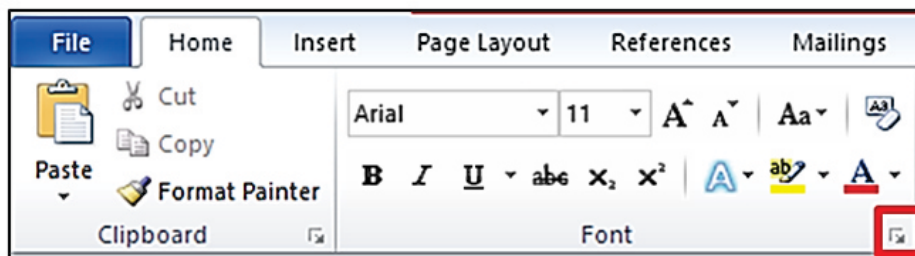 File Home Insert Page Layout References Mailings
Cut
Copy
Paste
Format Painter
Clipboard
Arial 11 A A Aa
B I U abc X₂ X² A ab A
Font